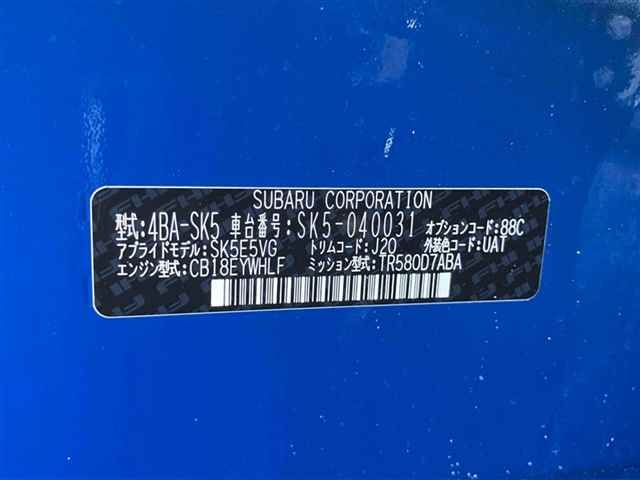 SUBARU CORPORATION
型式:4BA-SK5 車台番号:SK5-040031 オプションコード:88C
アプライドモデル:SK5E5VG トリムコード:J20 外装色コード:UAT
エンジン型式:CB18EYWHLF ミッション型式:TR580D7ABA